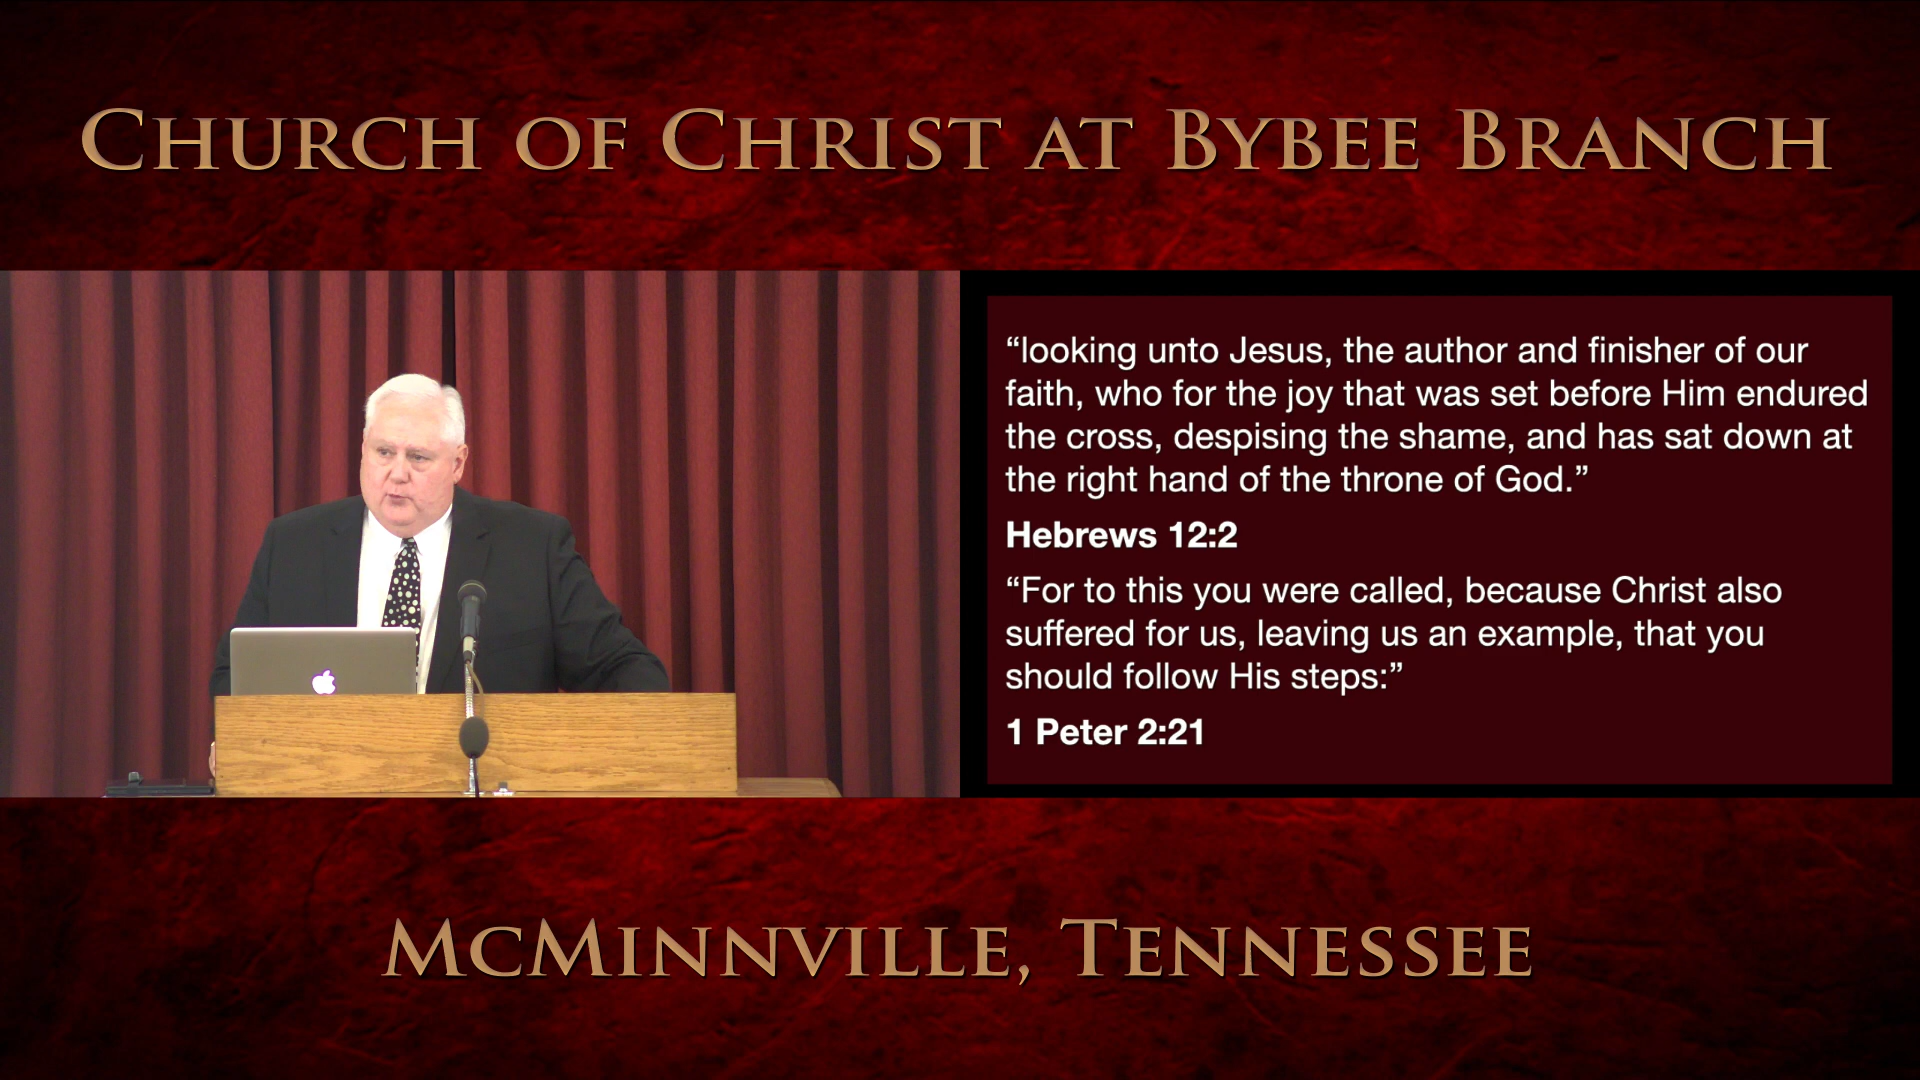 Church of Christ at Bybee Branch
“looking unto Jesus, the author and finisher of our
faith, who for the joy that was set before Him endured
the cross, despising the shame, and has sat down at
the right hand of the throne of God.”
Hebrews 12:2
“For to this you were called, because Christ also
suffered for us, leaving us an example, that you
should follow His steps:”
1 Peter 2:21
McMinnville, Tennessee